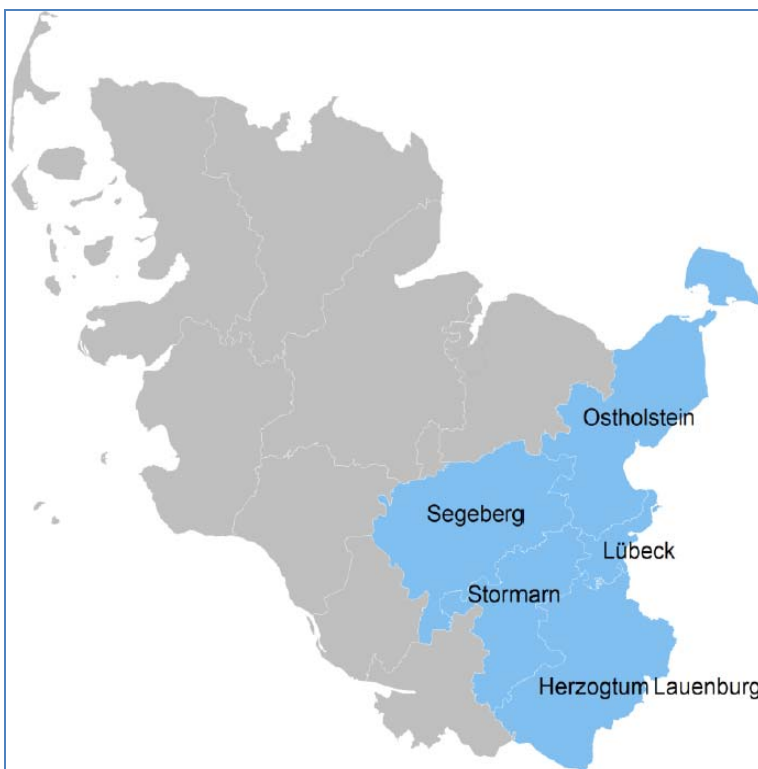 Ostholstein
Segeberg
Lübeck
Stormarn
Herzogtum Lauenburg